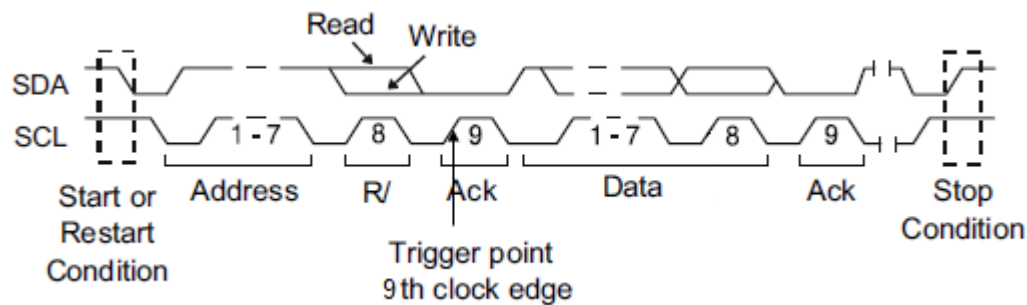 Read
Write
SDA
SCL
1 - 7
8
9
1 - 7
8
9
Address
R/
Ack
Data
Ack
Start or
Restart
Condition
Trigger point
9th clock edge
Stop
Condition